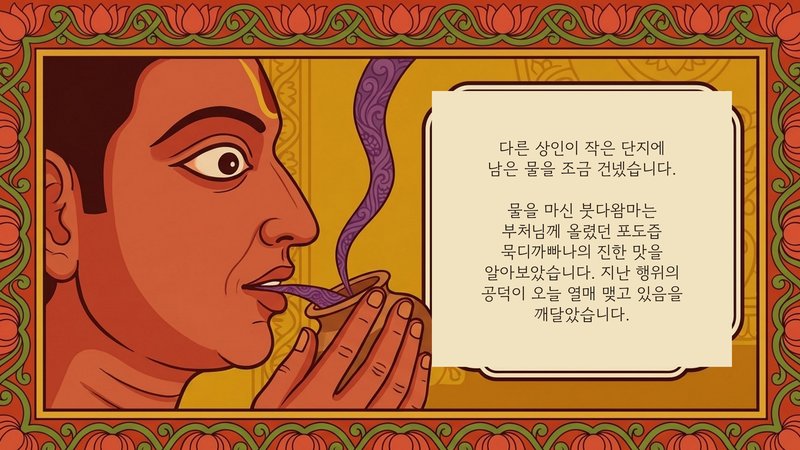 다른 상인이 작은 단지에
남은 물을 조금 건넸습니다.
물을 마신 붓다왐마는
부처님께 올렸던 포도즙
묵디까빠나의 진한 맛을
알아보았습니다. 지난 행위의
공덕이 오늘 열매 맺고 있음을
깨달았습니다.